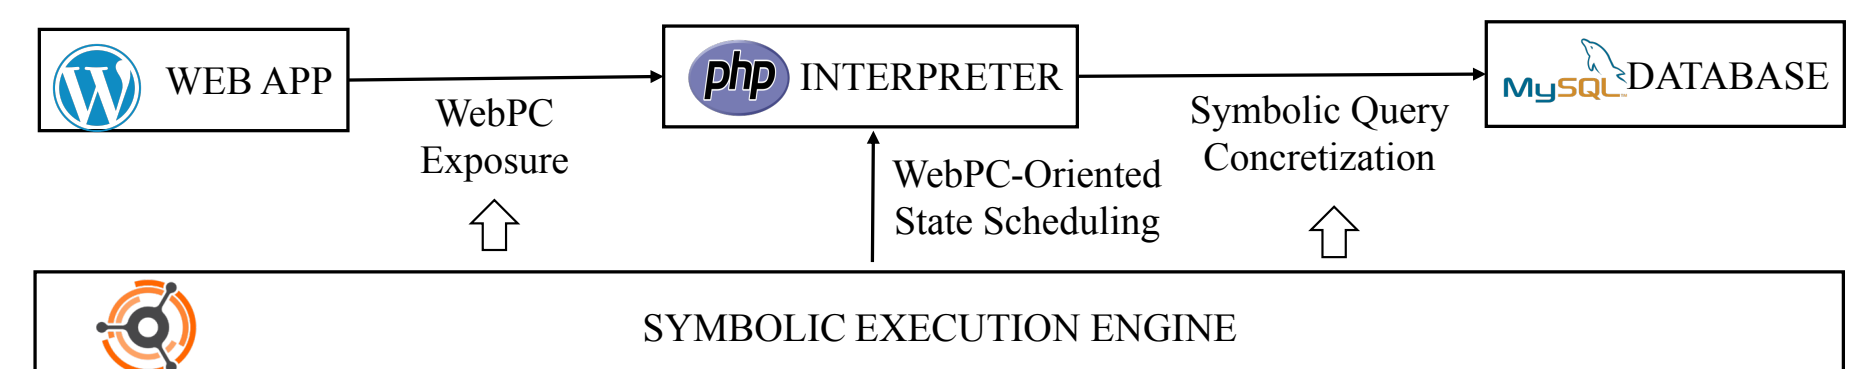 WEB APP
php INTERPRETER
MySQL DATABASE
WebPC
Exposure
Symbolic Query
Concretization
WebPC-Oriented
State Scheduling
SYMBOLIC EXECUTION ENGINE